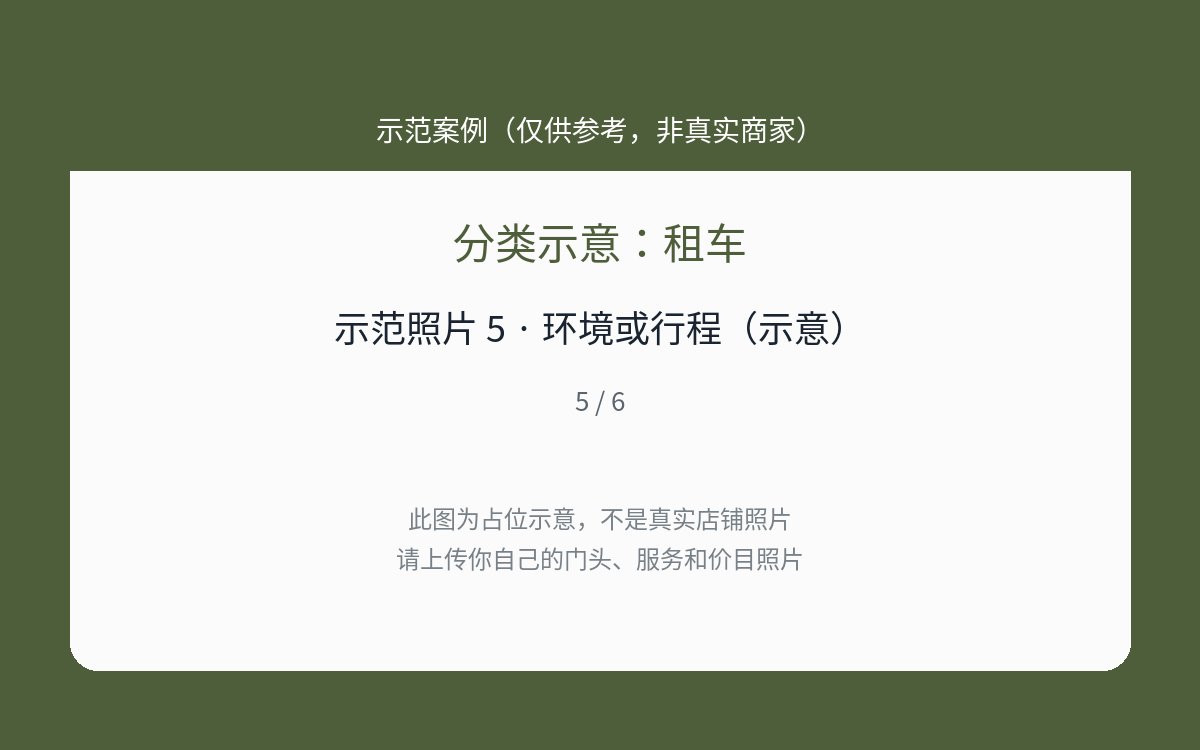 示范案例（仅供参考，非真实商家）
分类示意：租车
示范照片 5 · 环境或行程（示意）
5 / 6
此图为占位示意，不是真实店铺照片
请上传你自己的门头、服务和价目照片